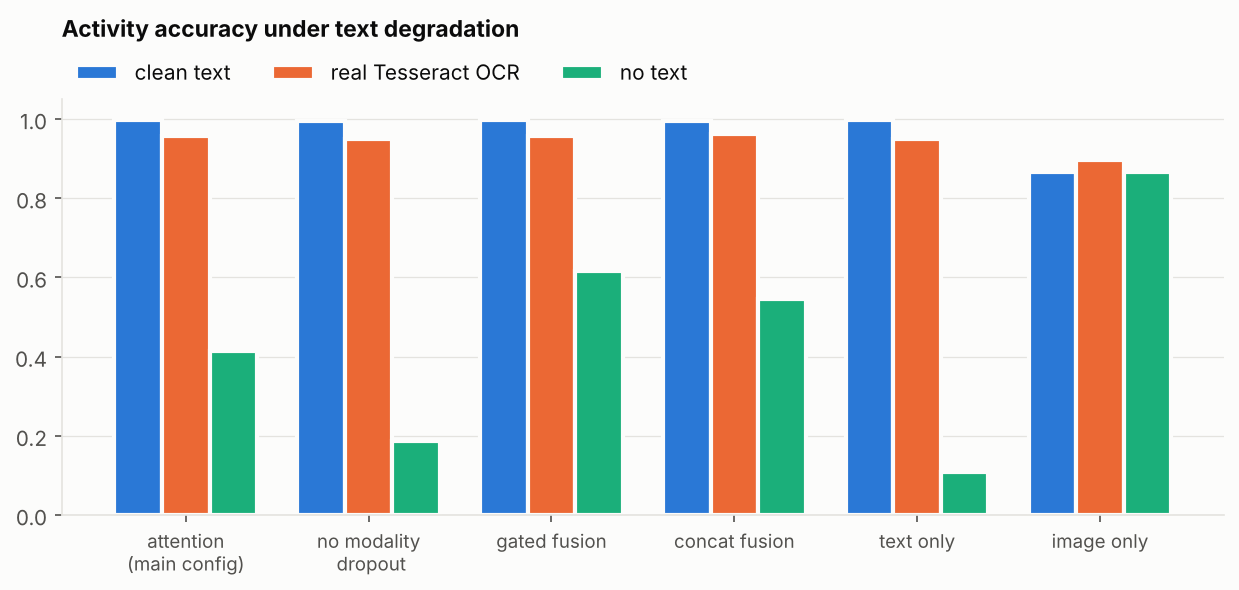 Activity accuracy under text degradation
clean text
real Tesseract OCR
no text
1.0
0.8
0.6
0.4
0.2
0.0
attention
(main config)
no modality
dropout
gated fusion
concat fusion
text only
image only